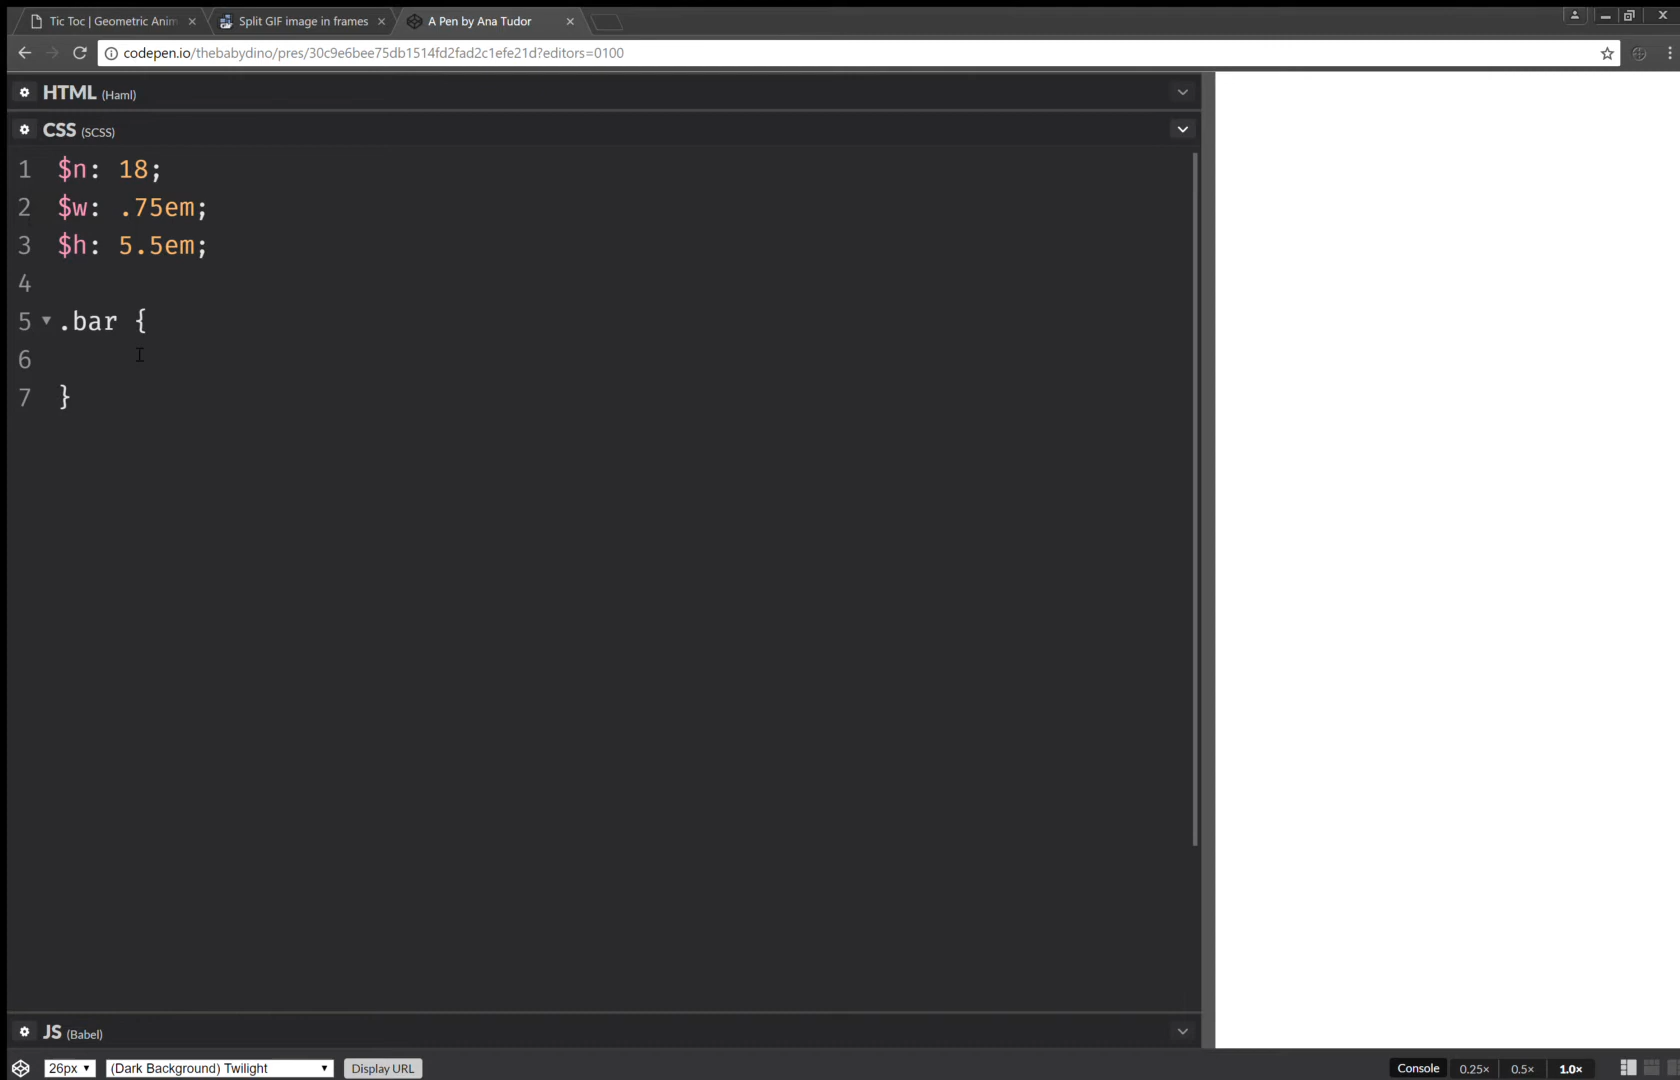 Tic Toc | Geometric Anim
Split GIF image in frames
A Pen by Ana Tudor
codepen.io/thebabydino/pres/30c9e6bee75db1514fd2fad2c1efe21d?editors=0100
HTML (Haml)
CSS (SCSS)
1 $n: 18;
2 $w: .75em;
3 $h: 5.5em;
4
5 .bar {
6
7 }
JS (Babel)
26px (Dark Background) Twilight Display URL Console 0.25× 0.5× 1.0×